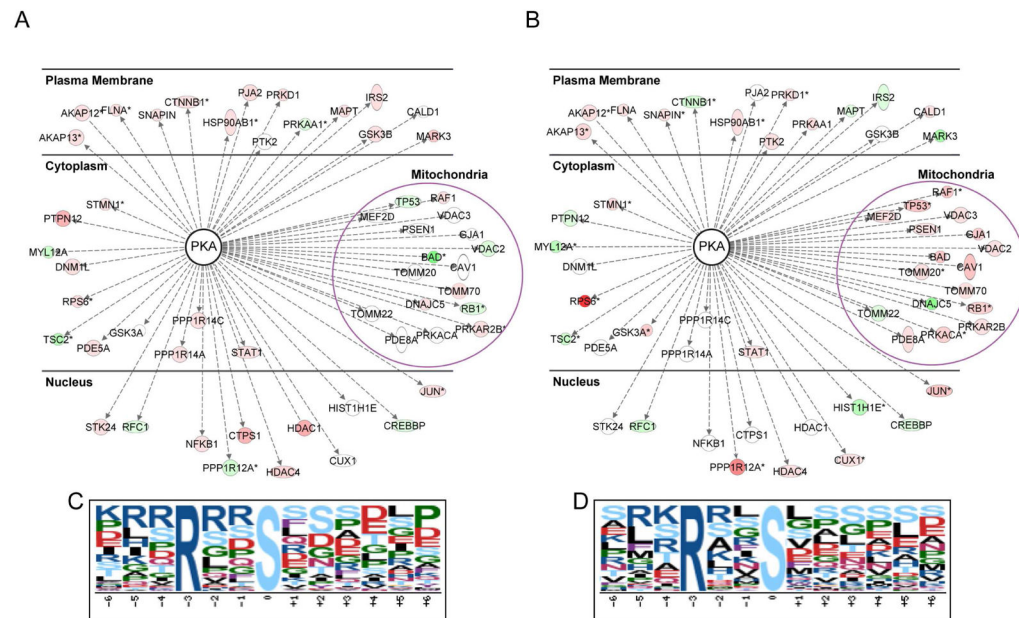 A
Plasma Membrane
PJA2
PRKD1
CTNNB1*
IRS2
AKAP12*
FLNA*
SNAPIN
HSP90AB1*
PRKAA1*
MAPT
CALD1
AKAP13*
PTK2
GSK3B
MARK3
Cytoplasm
Mitochondria
STMN1*
TP53
RAF1
PTPN12
MEF2D
VDAC3
PSEN1
GJA1
PKA
MYL12A
VDAC2
BAD*
DNM1L
TOMM20
CAV1
TOMM70
RPS6*
DNAJC5
RB1*
PPP1R14C
TOMM22
GSK3A
PRKAR2B*
TSC2*
PDE5A
PRKACA
PDE8A
PPP1R14A
STAT1
Nucleus
JUN*
HIST1H1E
STK24
RFC1
CTPS1
HDAC1
CREBBP
NFKB1
CUX1
PPP1R12A*
HDAC4
B
Plasma Membrane
PJA2
PRKD1*
CTNNB1*
IRS2
AKAP12*
FLNA
SNAPIN*
HSP90AB1*
PRKAA1
MAPT
CALD1
AKAP13*
PTK2
GSK3B
MARK3
Cytoplasm
Mitochondria
STMN1*
TP53*
RAF1*
PTPN12
MEF2D
VDAC3
PSEN1
GJA1
PKA
MYL12A*
VDAC2
BAD
DNM1L
TOMM20*
CAV1
TOMM70
RPS6*
DNAJC5
RB1*
PPP1R14C
TOMM22
GSK3A*
PRKAR2B
TSC2*
PDE5A
PRKACA*
PDE8A
PPP1R14A
STAT1
Nucleus
JUN*
HIST1H1E*
STK24
RFC1
CTPS1
HDAC1
CREBBP
NFKB1
CUX1*
PPP1R12A*
HDAC4
C
K R R R R R S S S S P L P
-6 -5 -4 -3 -2 -1 0 +1 +2 +3 +4 +5 +6
D
S R K R R L S L S S S S
-6 -5 -4 -3 -2 -1 0 +1 +2 +3 +4 +5 +6